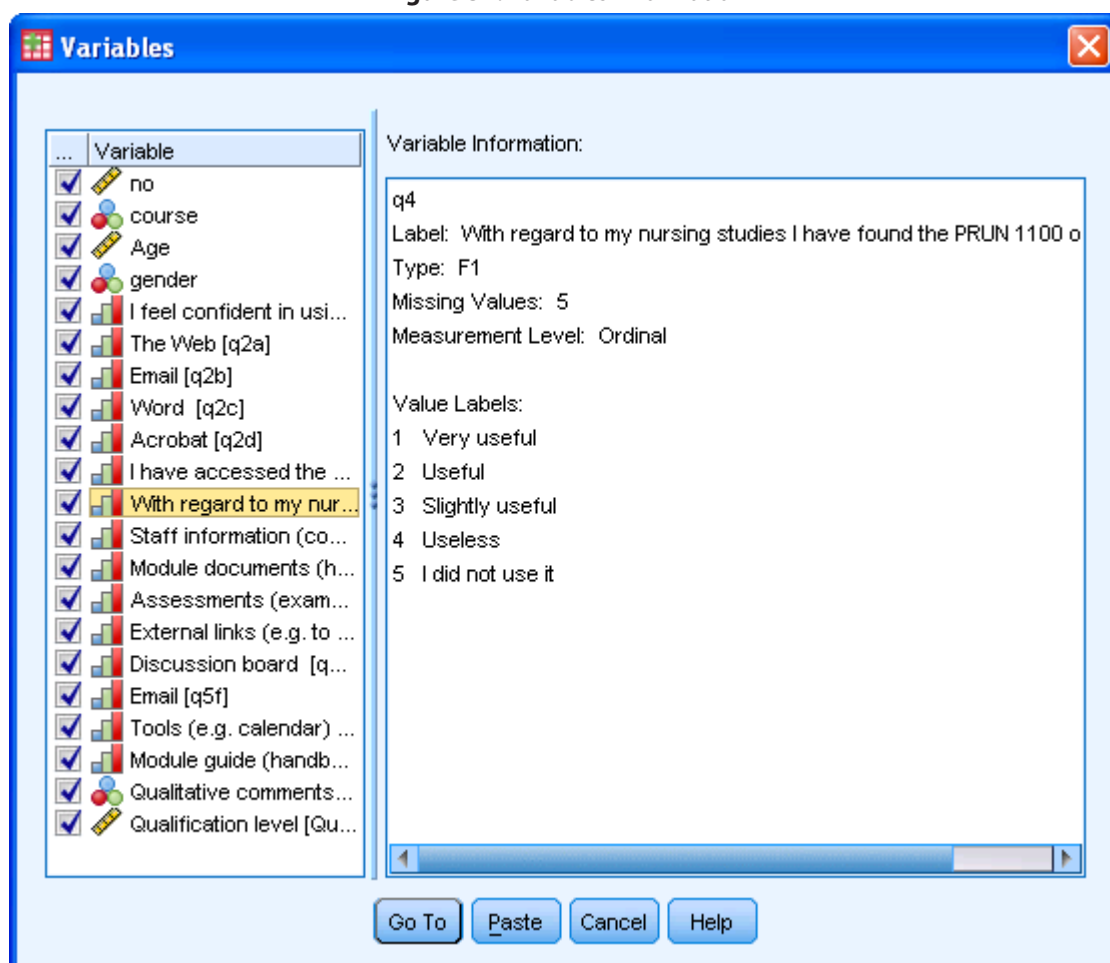 Variables
... Variable
no
course
Age
gender
I feel confident in usi...
The Web [q2a]
Email [q2b]
Word [q2c]
Acrobat [q2d]
I have accessed the ...
With regard to my nur...
Staff information (co...
Module documents (h...
Assessments (exam...
External links (e.g. to ...
Discussion board [q...
Email [q5f]
Tools (e.g. calendar) ...
Module guide (handb...
Qualitative comments...
Qualification level [Qu...
Variable Information:
q4
Label: With regard to my nursing studies I have found the PRUN 1100 o
Type: F1
Missing Values: 5
Measurement Level: Ordinal
Value Labels:
1 Very useful
2 Useful
3 Slightly useful
4 Useless
5 I did not use it
Go To Paste Cancel Help